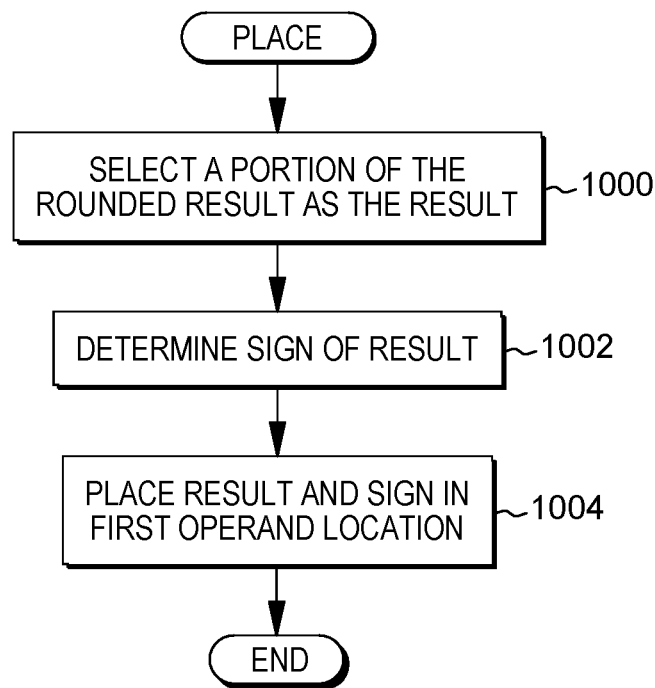 PLACE
SELECT A PORTION OF THE
ROUNDED RESULT AS THE RESULT
1000
DETERMINE SIGN OF RESULT
1002
PLACE RESULT AND SIGN IN
FIRST OPERAND LOCATION
1004
END